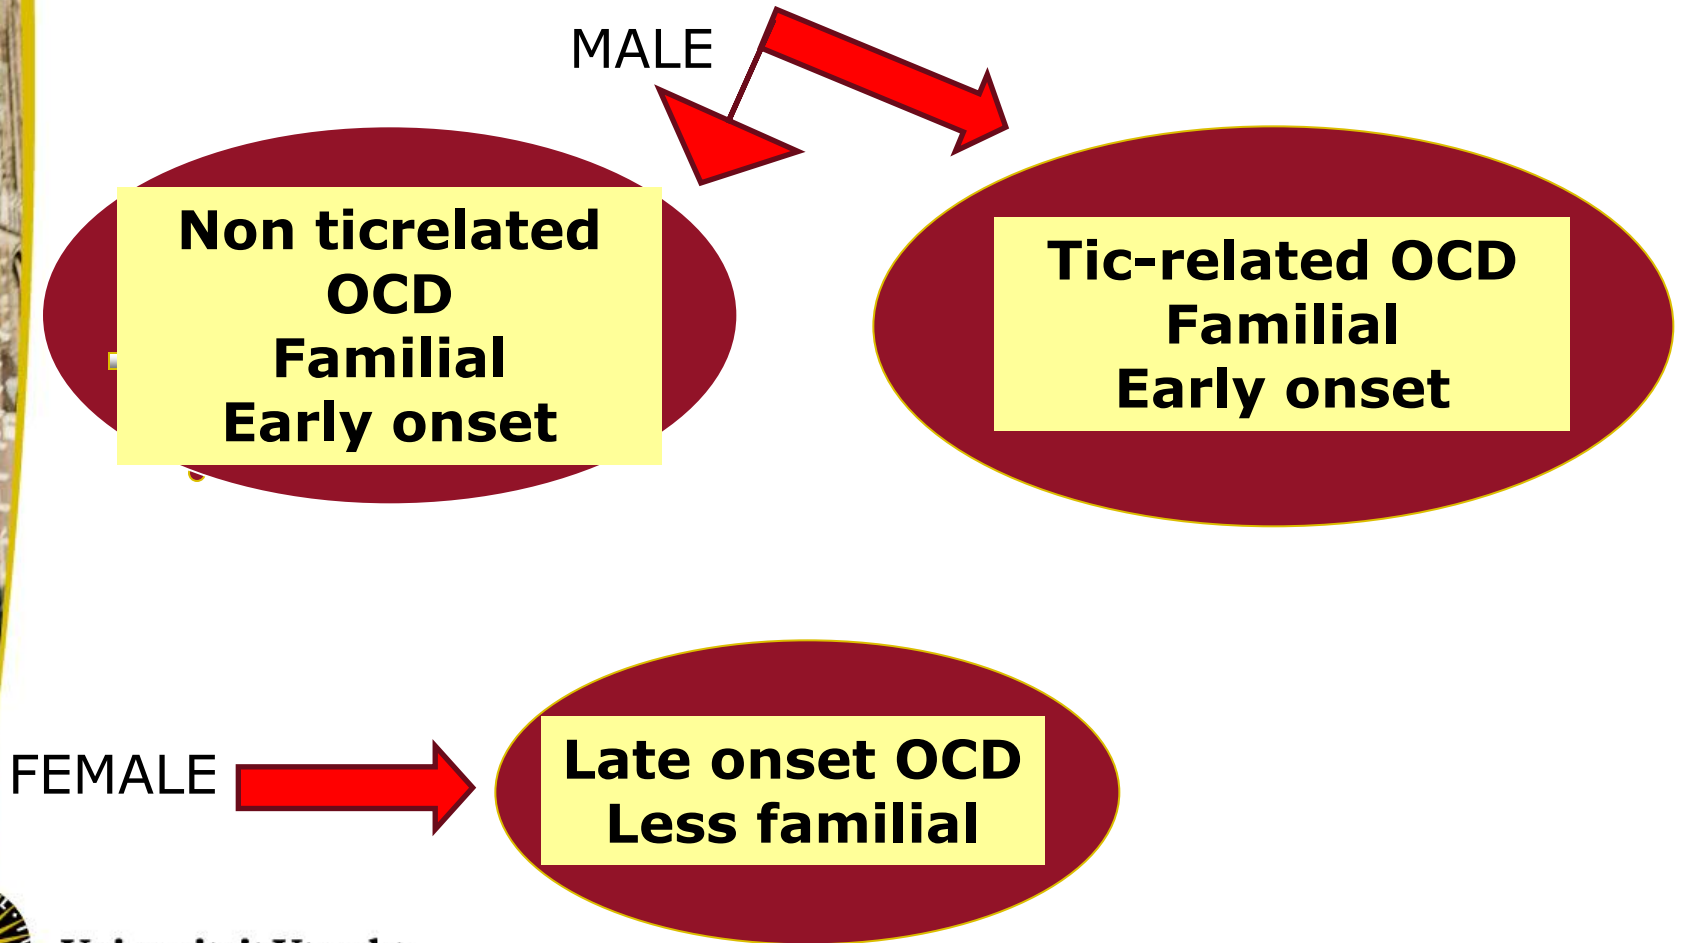 MALE
Non ticrelated
OCD
Familial
Early onset
Tic-related OCD
Familial
Early onset
FEMALE
Late onset OCD
Less familial